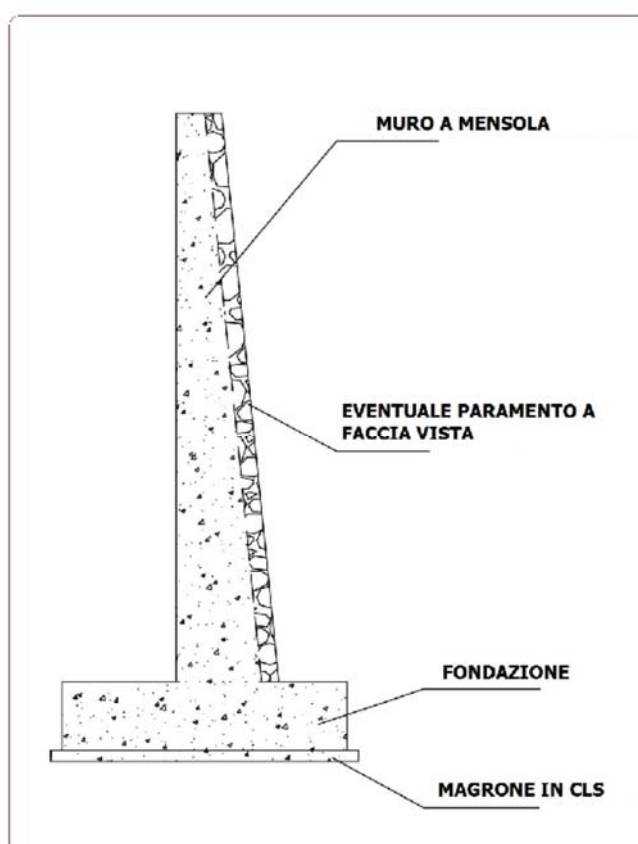 MURO A MENSOLA
EVENTUALE PARAMENTO A
FACCIA VISTA
FONDAZIONE
MAGRONE IN CLS